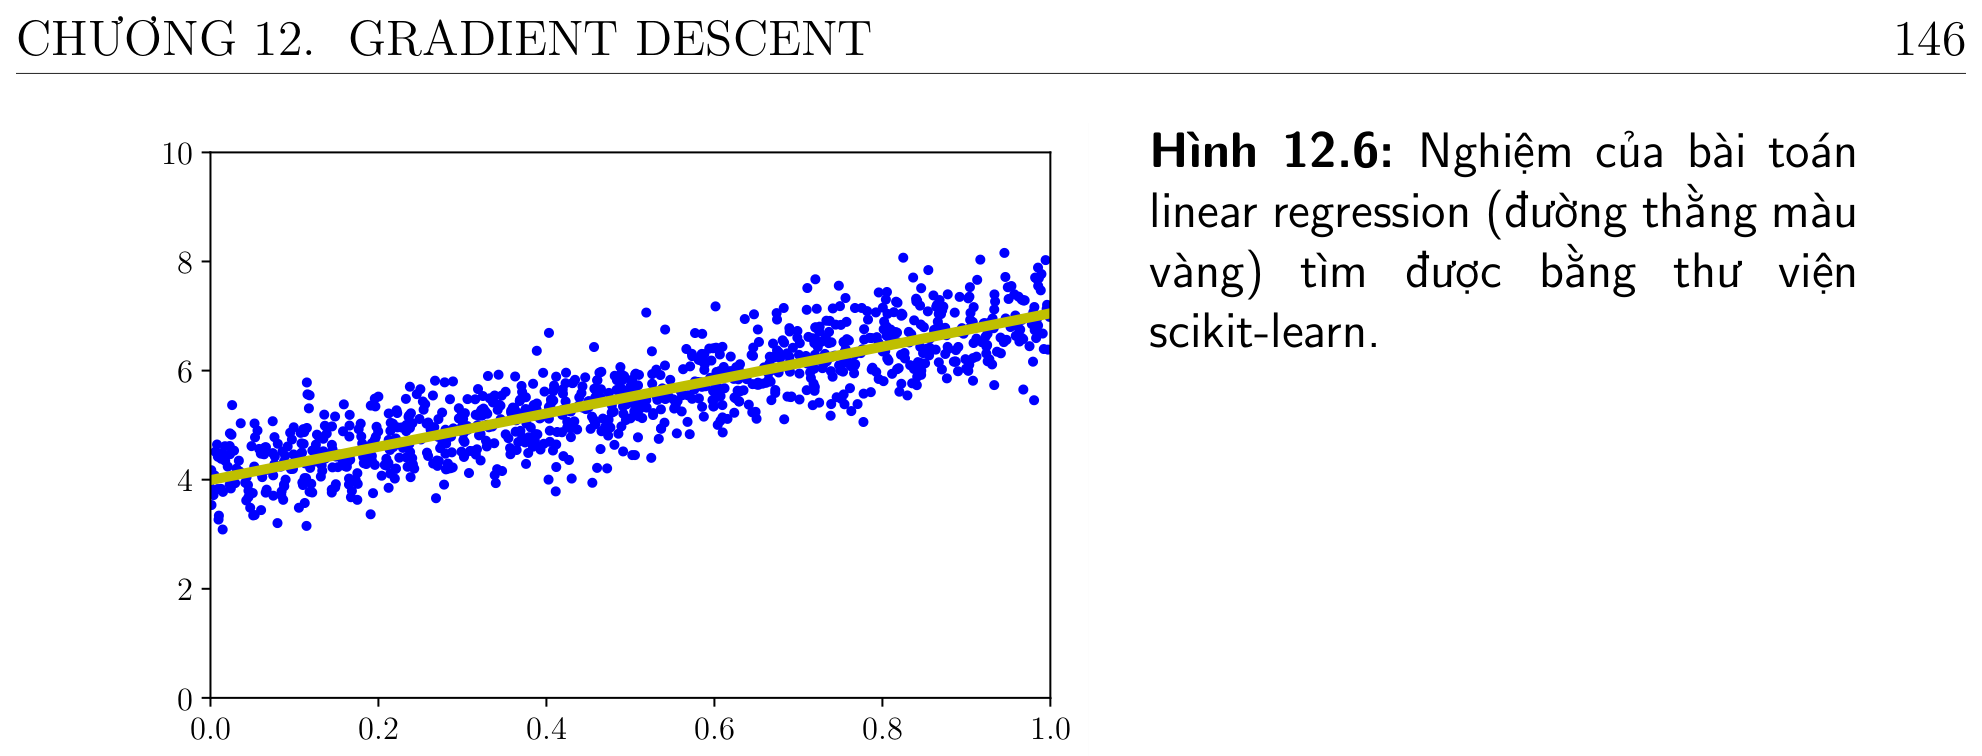 CHƯƠNG 12. GRADIENT DESCENT 146
Hình 12.6: Nghiệm của bài toán
linear regression (đường thẳng màu
vàng) tìm được bằng thư viện
scikit-learn.
10
8
6
4
2
0
0.0 0.2 0.4 0.6 0.8 1.0